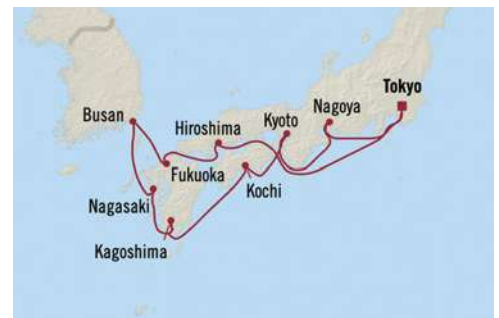 Tokyo
Busan
Nagoya
Kyoto
Hiroshima
Fukuoka
Kochi
Nagasaki
Kagoshima